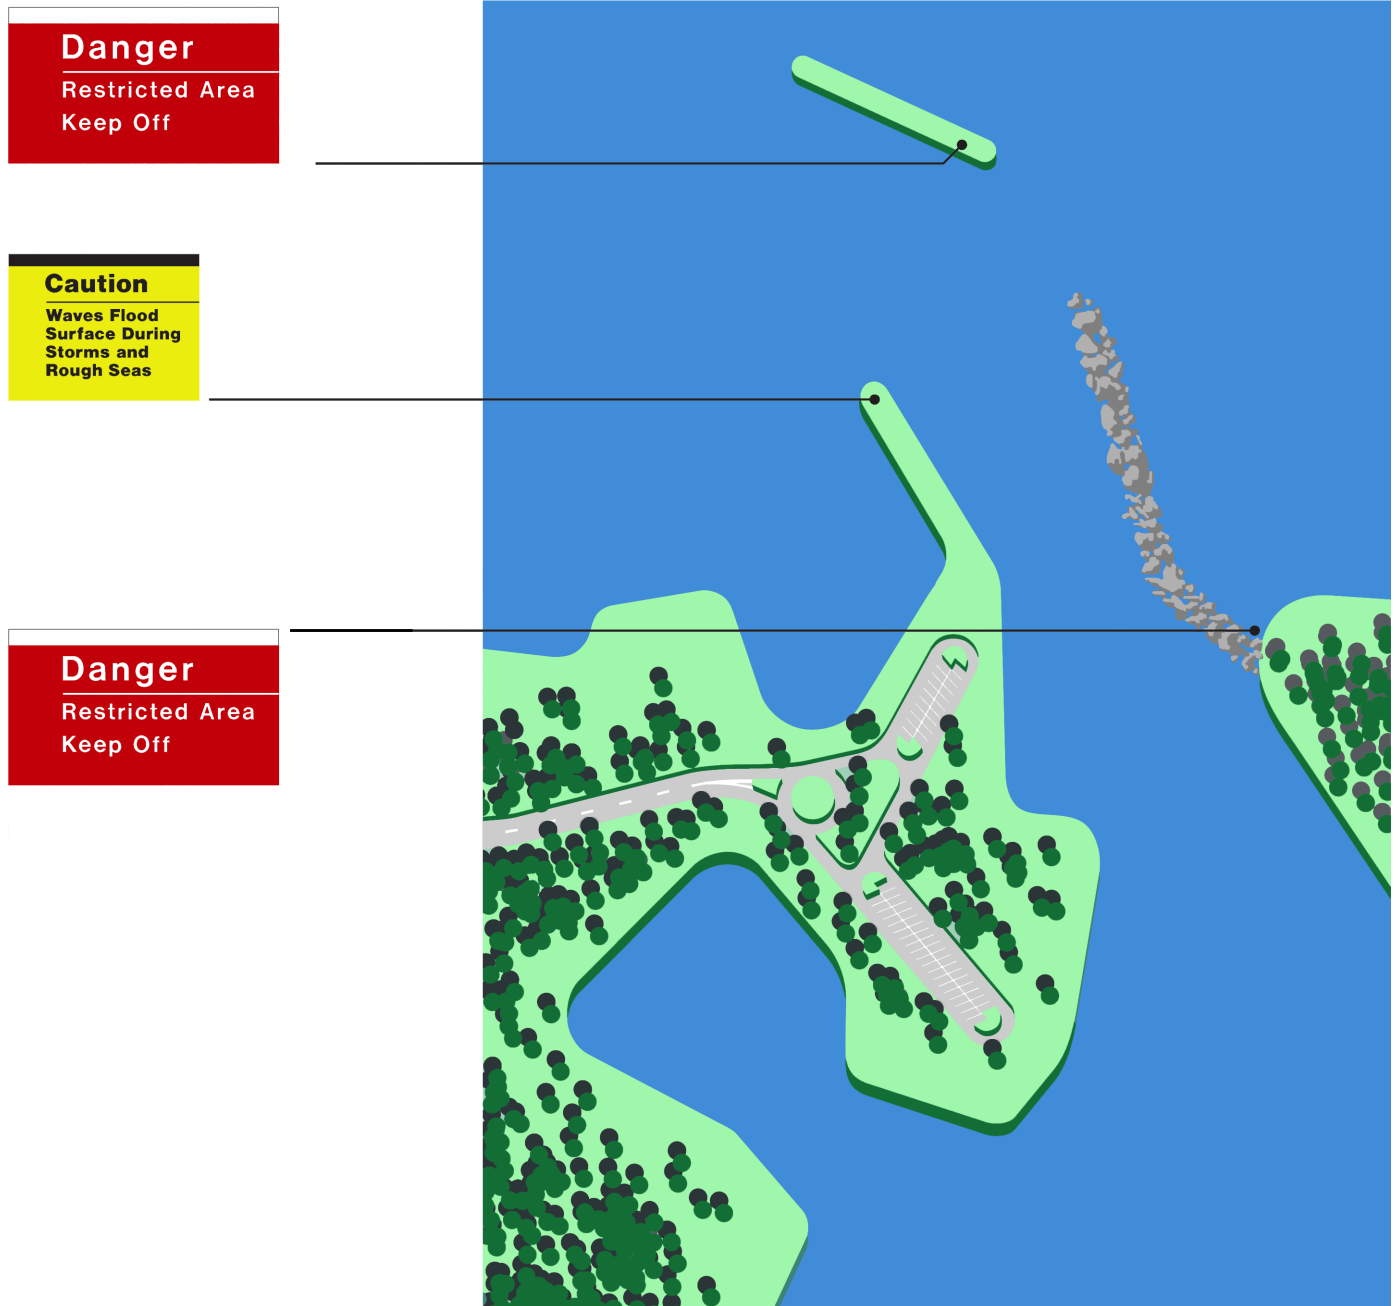 Danger
Restricted Area
Keep Off
Caution
Waves Flood
Surface During
Storms and
Rough Seas
Danger
Restricted Area
Keep Off